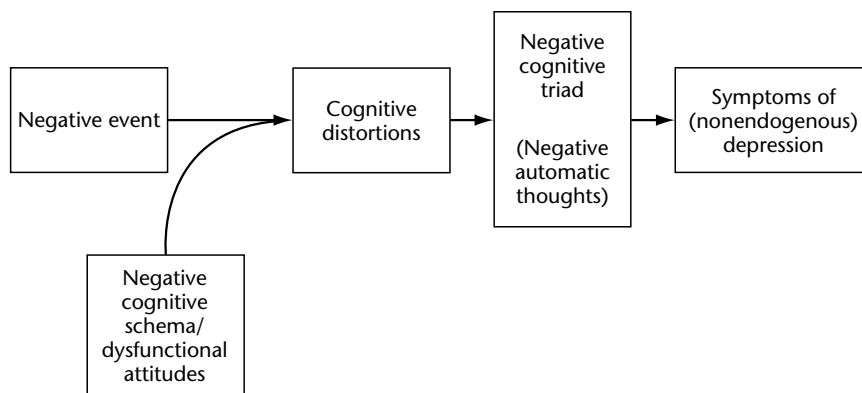 Negative event
Negative
cognitive
schema/
dysfunctional
attitudes
Cognitive
distortions
Negative
cognitive
triad
(Negative
automatic
thoughts)
Symptoms of
(nonendogenous)
depression